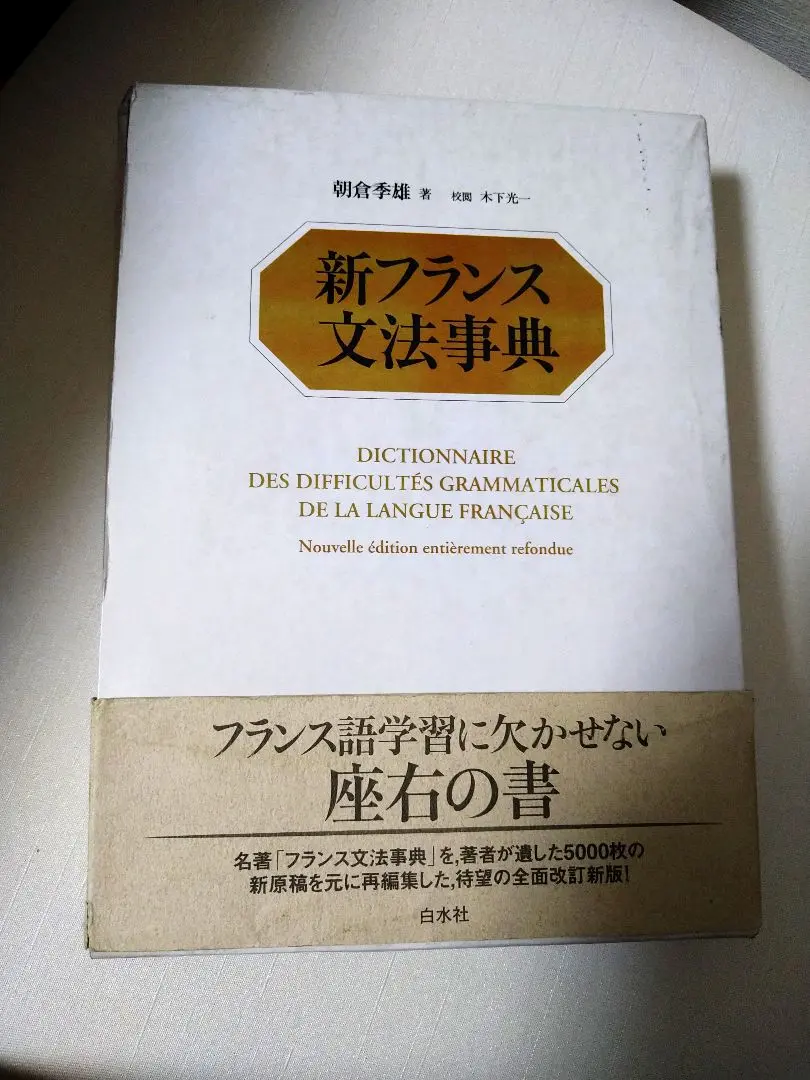 朝倉季雄 著 校閲 木下光一
新フランス
文法事典
DICTIONNAIRE
DES DIFFICULTÉS GRAMMATICALES
DE LA LANGUE FRANÇAISE
Nouvelle édition entièrement refondue
フランス語学習に欠かせない
座右の書
名著「フランス文法事典」を,著者が遺した5000枚の
新原稿を元に再編集した,待望の全面改訂新版!
白水社